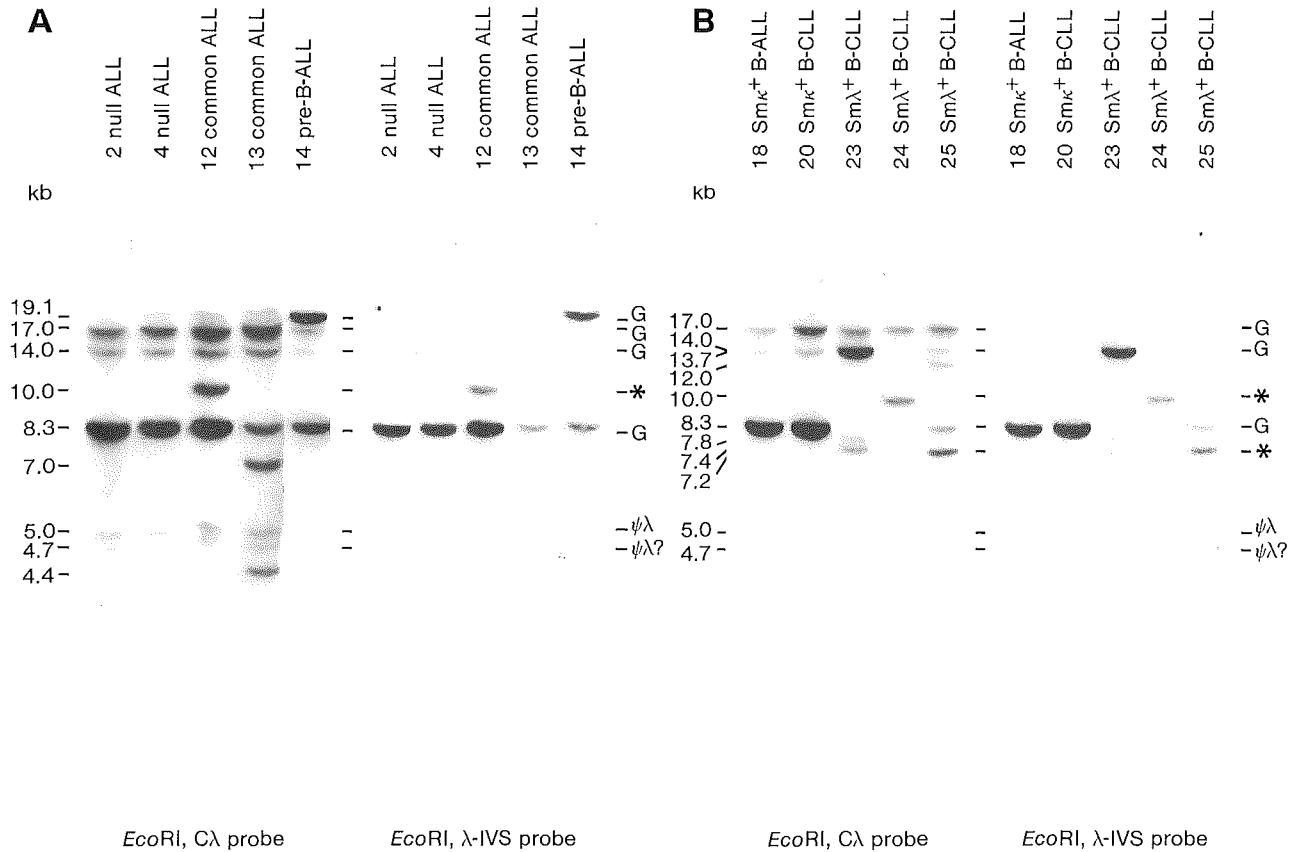 A
2 null ALL
4 null ALL
12 common ALL
13 common ALL
14 pre-B-ALL
2 null ALL
4 null ALL
12 common ALL
13 common ALL
14 pre-B-ALL
kb
19.1
17.0
14.0
10.0
8.3
7.0
5.0
4.7
4.4
G
G
G
*
G
ψλ
ψλ?
EcoRI, Cλ probe
EcoRI, λ-IVS probe
B
18 Smκ+ B-ALL
20 Smκ+ B-CLL
23 Smλ+ B-CLL
24 Smλ+ B-CLL
25 Smλ+ B-CLL
18 Smκ+ B-ALL
20 Smκ+ B-CLL
23 Smλ+ B-CLL
24 Smλ+ B-CLL
25 Smλ+ B-CLL
kb
17.0
14.0
13.7
12.0
10.0
8.3
7.8
7.4
7.2
5.0
4.7
G
G
*
G
*
ψλ
ψλ?
EcoRI, Cλ probe
EcoRI, λ-IVS probe